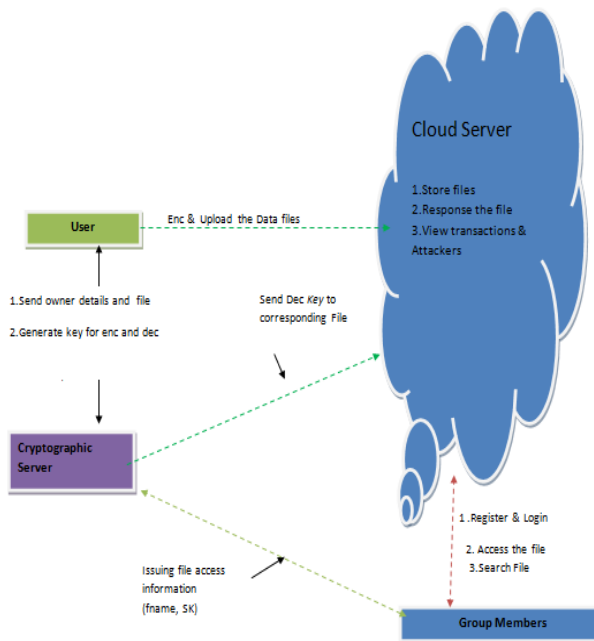 Cloud Server
1.Store files
2.Response the file
3.View transactions &
Attackers
Enc & Upload the Data files
User
1.Send owner details and file
2.Generate key for enc and dec
Send Dec Key to
corresponding File
Cryptographic
Server
1 .Register & Login
2. Access the file
3.Search File
Issuing file access
information
(fname, SK)
Group Members